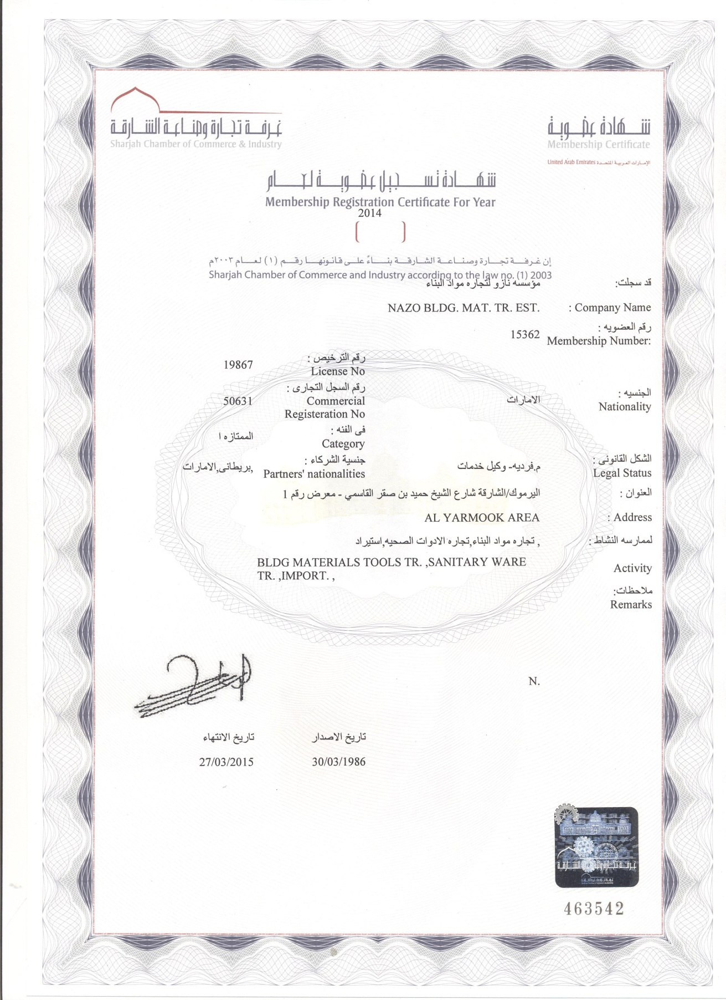 غرفة تجارة وصناعة الشارقة
Sharjah Chamber of Commerce & Industry
شهادة عضوية
Membership Certificate
United Arab Emirates الإمارات العربية المتحدة
شهادة تسجيل عضوية لعام
Membership Registration Certificate For Year
2014
إن غرفة تجارة وصناعة الشارقة بناءً على قانونها رقم (١) لعام ٢٠٠٣م
Sharjah Chamber of Commerce and Industry according to the law no. (1) 2003
قد سجلت: مؤسسه نازو لتجاره مواد البناء
NAZO BLDG. MAT. TR. EST. : Company Name
رقم العضويه :
15362 Membership Number:
رقم الترخيص :
19867 License No
رقم السجل التجارى :
50631 Commercial
Registeration No
الجنسيه : الامارات
Nationality
فى الفئه : الممتازه ا
Category
الشكل القانونى : م.فرديه- وكيل خدمات
Legal Status
جنسية الشركاء : بريطانى,الامارات,
Partners' nationalities
العنوان : اليرموك/الشارقة شارع الشيخ حميد بن صقر القاسمي - معرض رقم 1
AL YARMOOK AREA : Address
لممارسه النشاط : , تجاره مواد البناء,تجاره الادوات الصحيه,استيراد
BLDG MATERIALS TOOLS TR. ,SANITARY WARE
TR. ,IMPORT. ,
Activity
ملاحظات:
Remarks
N.
تاريخ الاصدار تاريخ الانتهاء
27/03/2015 30/03/1986
غرفة تجارة وصناعة الشارقة
463542